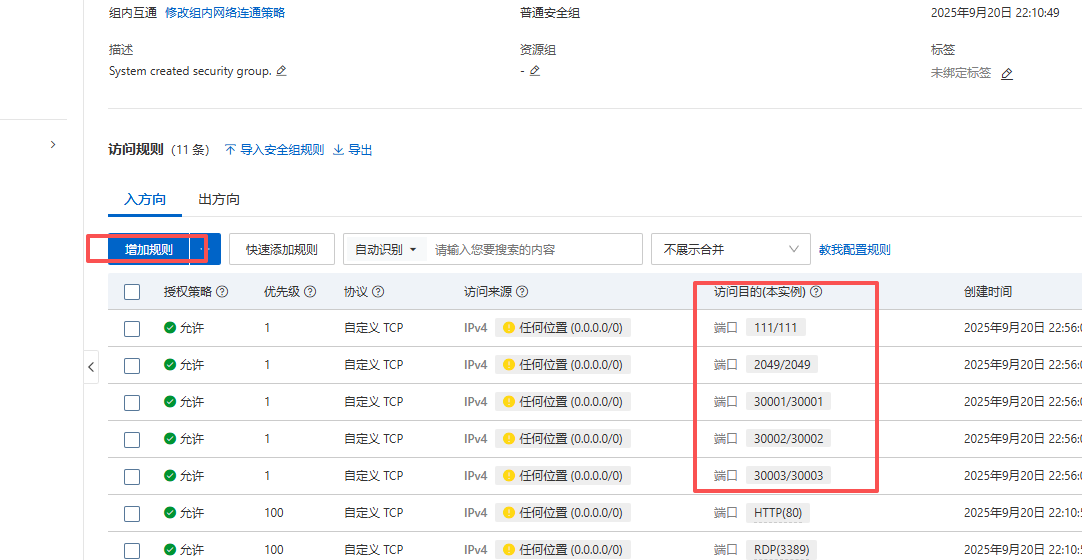 组内互通 修改组内网络连通策略 普通安全组 2025年9月20日 22:10:49
描述 资源组 标签
System created security group. - 未绑定标签
访问规则 (11 条) 导入安全组规则 导出
入方向 出方向
增加规则 快速添加规则 自动识别 请输入您要搜索的内容 不展示合并 教我配置规则
授权策略 优先级 协议 访问来源 访问目的(本实例) 创建时间
允许 1 自定义 TCP IPv4 任何位置 (0.0.0.0/0) 端口 111/111 2025年9月20日 22:56:0
允许 1 自定义 TCP IPv4 任何位置 (0.0.0.0/0) 端口 2049/2049 2025年9月20日 22:56:0
允许 1 自定义 TCP IPv4 任何位置 (0.0.0.0/0) 端口 30001/30001 2025年9月20日 22:56:0
允许 1 自定义 TCP IPv4 任何位置 (0.0.0.0/0) 端口 30002/30002 2025年9月20日 22:56:0
允许 1 自定义 TCP IPv4 任何位置 (0.0.0.0/0) 端口 30003/30003 2025年9月20日 22:56:0
允许 100 自定义 TCP IPv4 任何位置 (0.0.0.0/0) 端口 HTTP(80) 2025年9月20日 22:10:5
允许 100 自定义 TCP IPv4 任何位置 (0.0.0.0/0) 端口 RDP(3389) 2025年9月20日 22:10:5